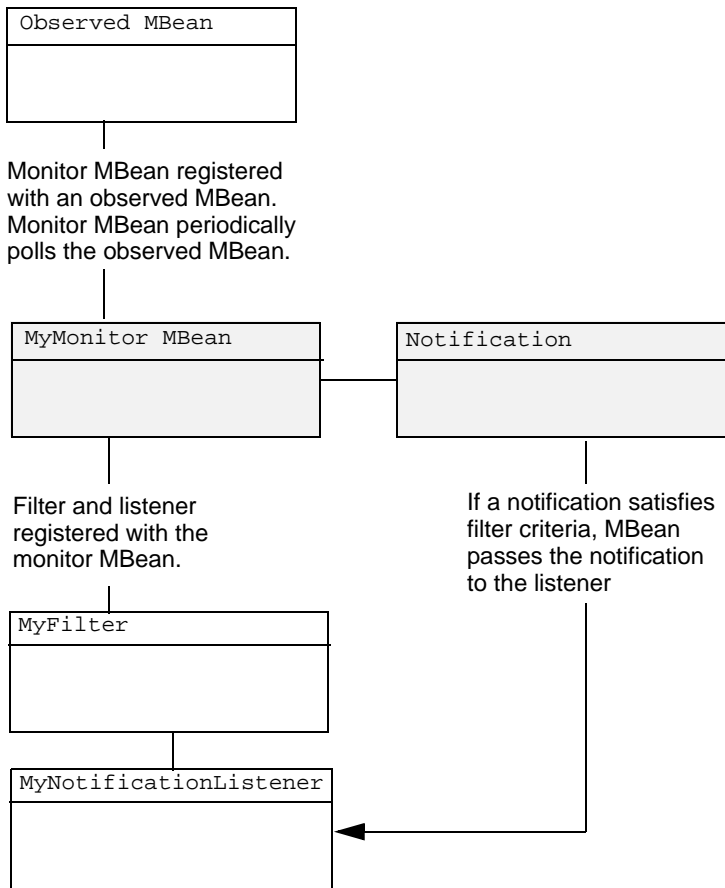 Observed MBean
Monitor MBean registered
with an observed MBean.
Monitor MBean periodically
polls the observed MBean.
MyMonitor MBean
Notification
Filter and listener
registered with the
monitor MBean.
If a notification satisfies
filter criteria, MBean
passes the notification
to the listener
MyFilter
MyNotificationListener